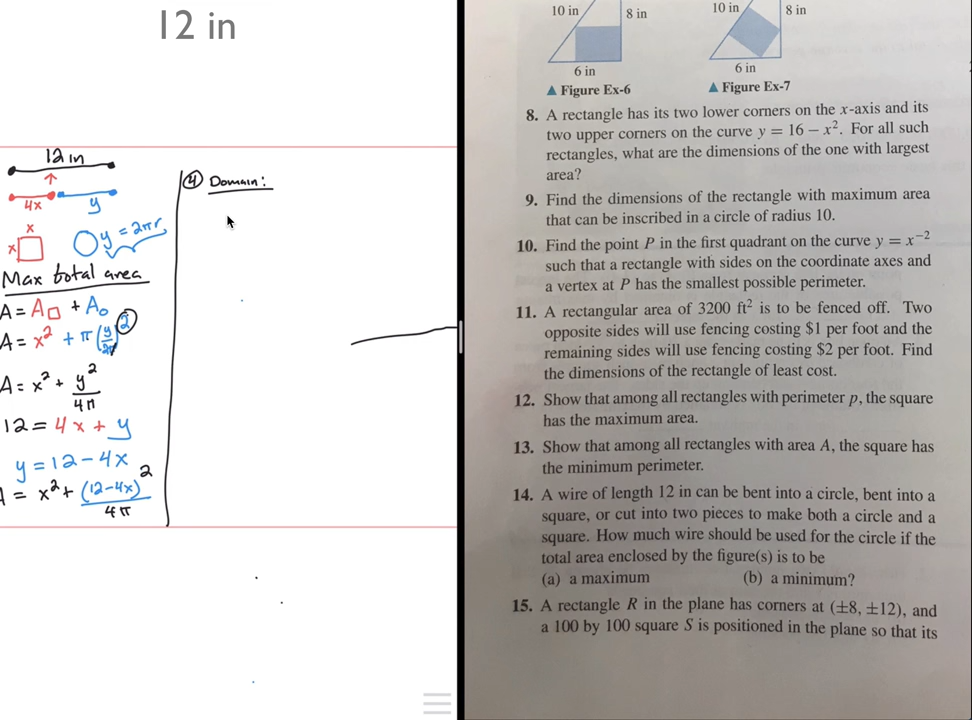 12 in
12 in
4x
y
x
x
y = 2πr
Max total area
A = A□ + A○
A = x² + π(y/2π)²
A = x² + y²/4π
12 = 4x + y
y = 12 - 4x
A = x² + (12-4x)²/4π
④ Domain:
10 in 8 in 10 in 8 in
6 in 6 in
▲ Figure Ex-6 ▲ Figure Ex-7
8. A rectangle has its two lower corners on the x-axis and its
two upper corners on the curve y = 16 − x². For all such
rectangles, what are the dimensions of the one with largest
area?
9. Find the dimensions of the rectangle with maximum area
that can be inscribed in a circle of radius 10.
10. Find the point P in the first quadrant on the curve y = x⁻²
such that a rectangle with sides on the coordinate axes and
a vertex at P has the smallest possible perimeter.
11. A rectangular area of 3200 ft² is to be fenced off. Two
opposite sides will use fencing costing $1 per foot and the
remaining sides will use fencing costing $2 per foot. Find
the dimensions of the rectangle of least cost.
12. Show that among all rectangles with perimeter p, the square
has the maximum area.
13. Show that among all rectangles with area A, the square has
the minimum perimeter.
14. A wire of length 12 in can be bent into a circle, bent into a
square, or cut into two pieces to make both a circle and a
square. How much wire should be used for the circle if the
total area enclosed by the figure(s) is to be
(a) a maximum (b) a minimum?
15. A rectangle R in the plane has corners at (±8, ±12), and
a 100 by 100 square S is positioned in the plane so that its